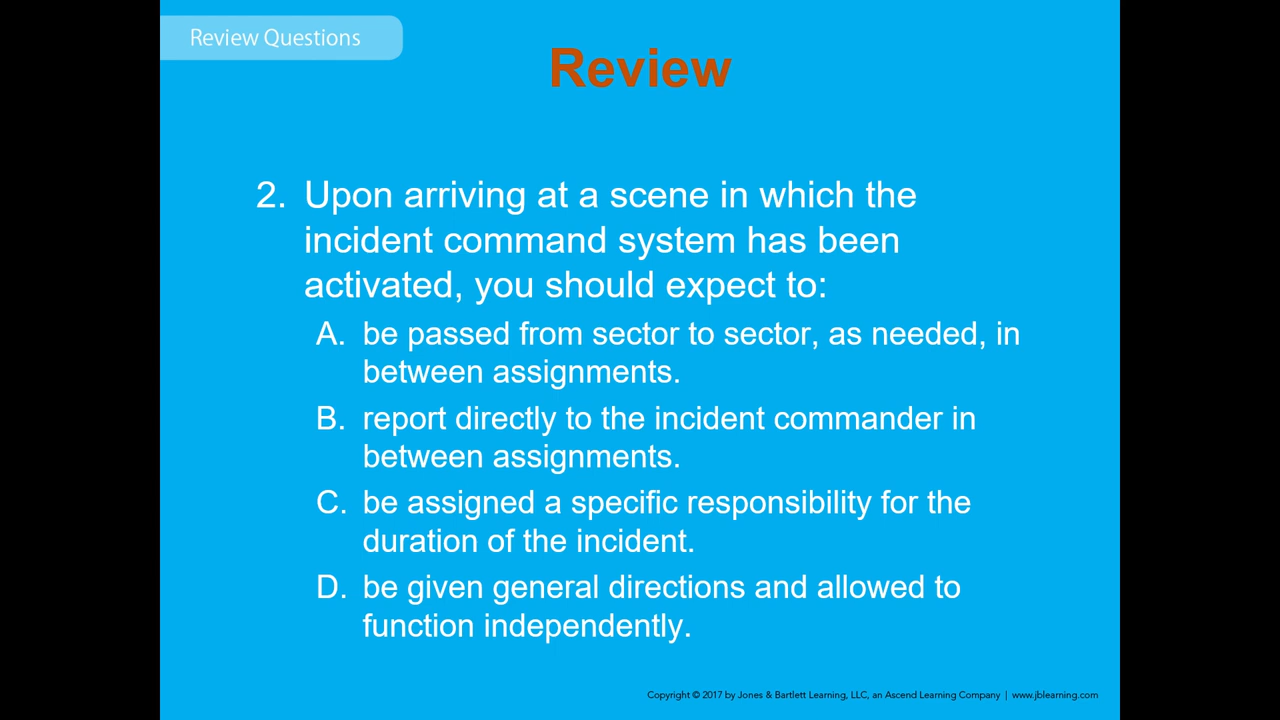 Review Questions
Review
2. Upon arriving at a scene in which the
incident command system has been
activated, you should expect to:
A. be passed from sector to sector, as needed, in
between assignments.
B. report directly to the incident commander in
between assignments.
C. be assigned a specific responsibility for the
duration of the incident.
D. be given general directions and allowed to
function independently.
Copyright © 2017 by Jones & Bartlett Learning, LLC, an Ascend Learning Company | www.jblearning.com